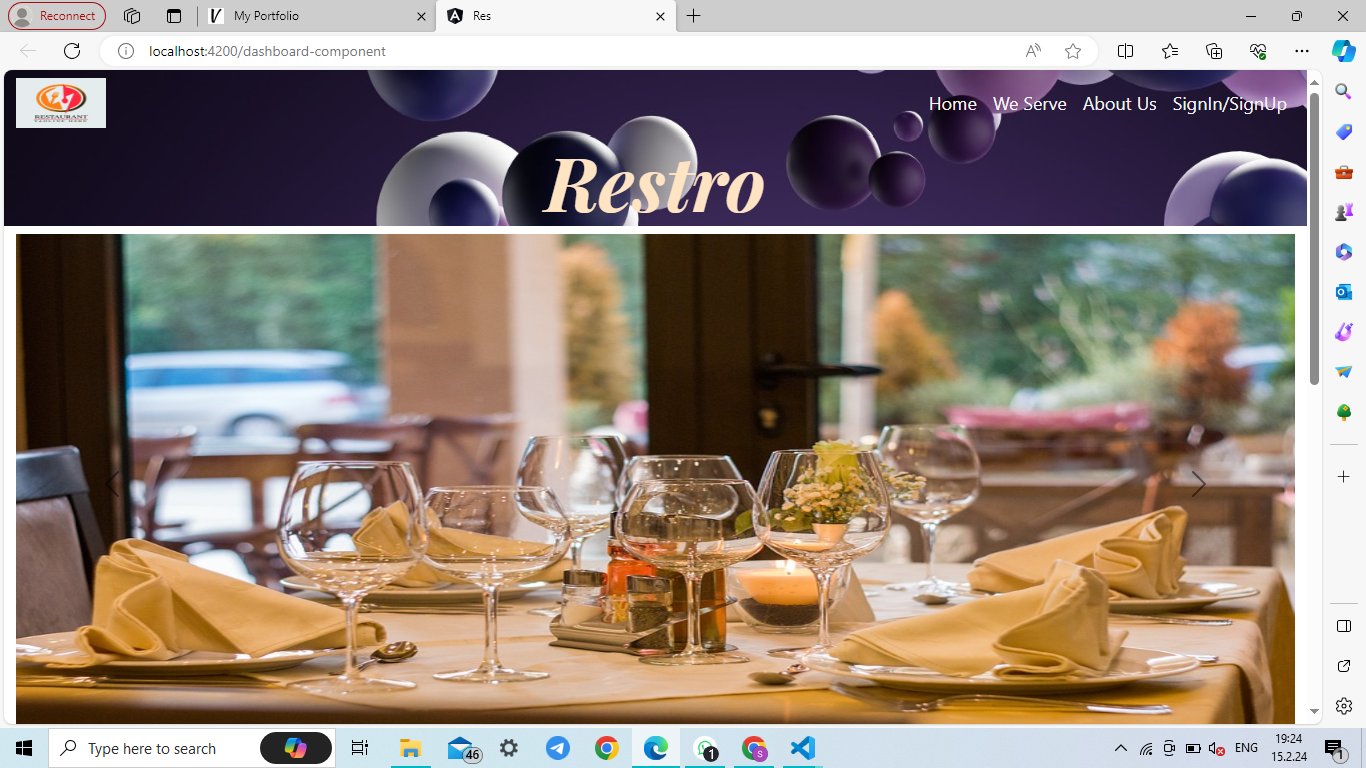 Reconnect
My Portfolio
Res
localhost:4200/dashboard-component
RESTAURANT
Home We Serve About Us SignIn/SignUp
Restro
Type here to search
46
1
S
ENG
19:24
15.2.24
1